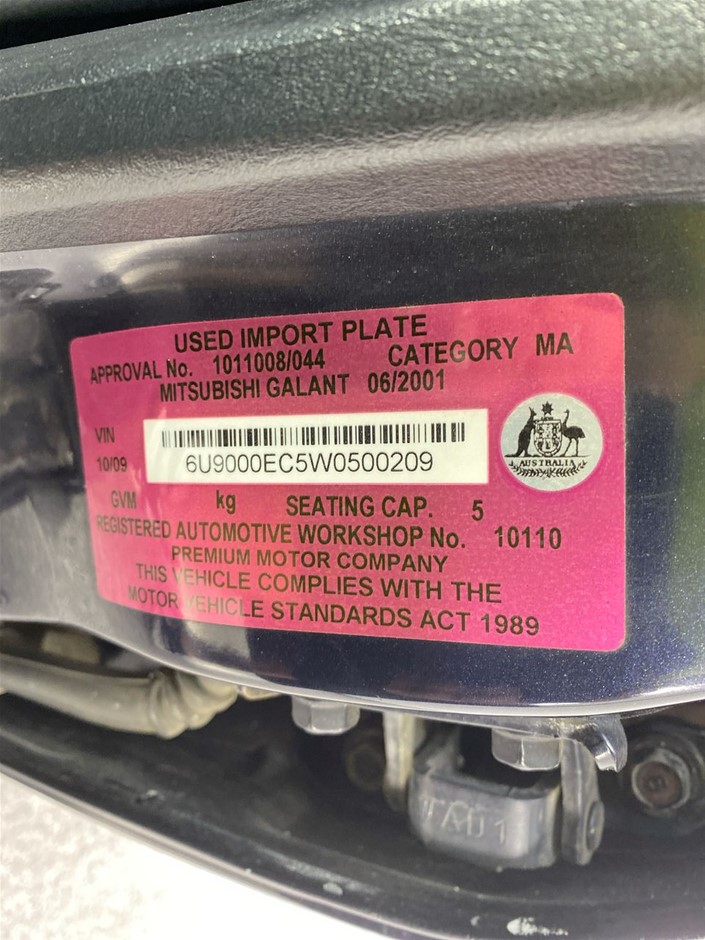 USED IMPORT PLATE
APPROVAL No. 1011008/044 CATEGORY MA
MITSUBISHI GALANT 06/2001
VIN
10/09
6U9000EC5W0500209
AUSTRALIA
GVM kg SEATING CAP. 5
REGISTERED AUTOMOTIVE WORKSHOP No. 10110
PREMIUM MOTOR COMPANY
THIS VEHICLE COMPLIES WITH THE
MOTOR VEHICLE STANDARDS ACT 1989